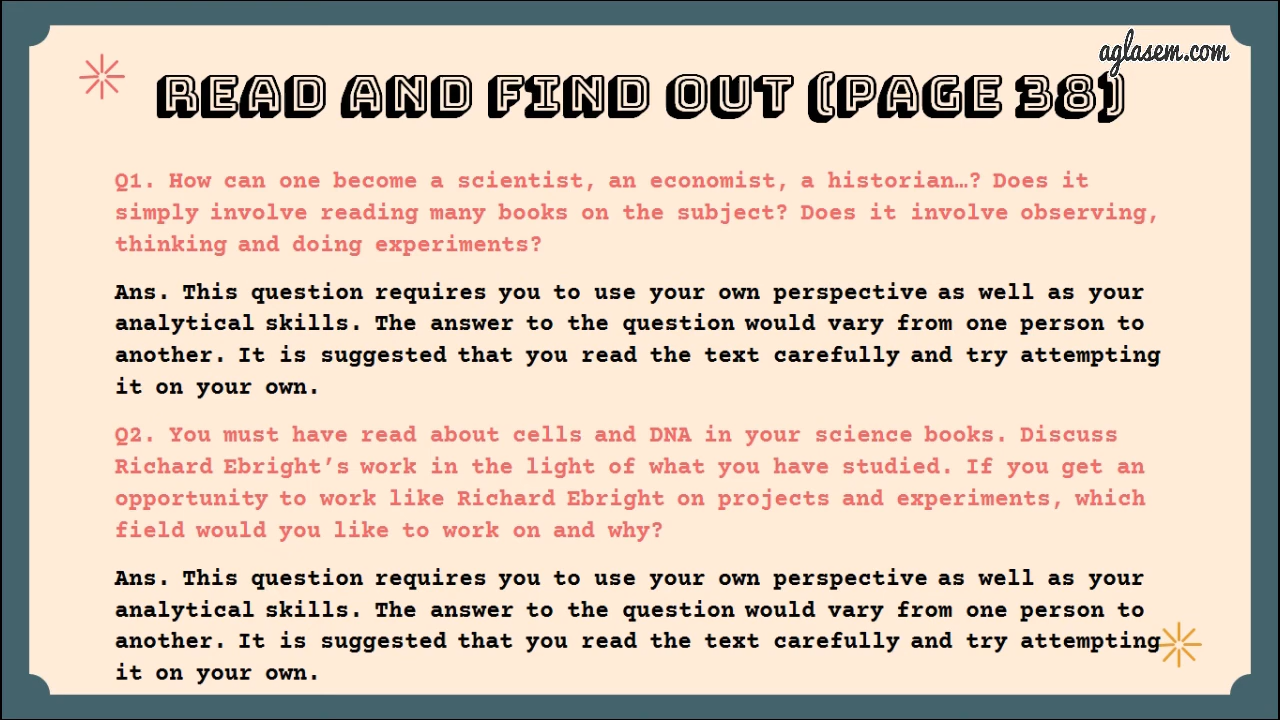 aglasem.com
READ AND FIND OUT (PAGE 38)
Q1. How can one become a scientist, an economist, a historian…? Does it
simply involve reading many books on the subject? Does it involve observing,
thinking and doing experiments?
Ans. This question requires you to use your own perspective as well as your
analytical skills. The answer to the question would vary from one person to
another. It is suggested that you read the text carefully and try attempting
it on your own.
Q2. You must have read about cells and DNA in your science books. Discuss
Richard Ebright’s work in the light of what you have studied. If you get an
opportunity to work like Richard Ebright on projects and experiments, which
field would you like to work on and why?
Ans. This question requires you to use your own perspective as well as your
analytical skills. The answer to the question would vary from one person to
another. It is suggested that you read the text carefully and try attempting
it on your own.